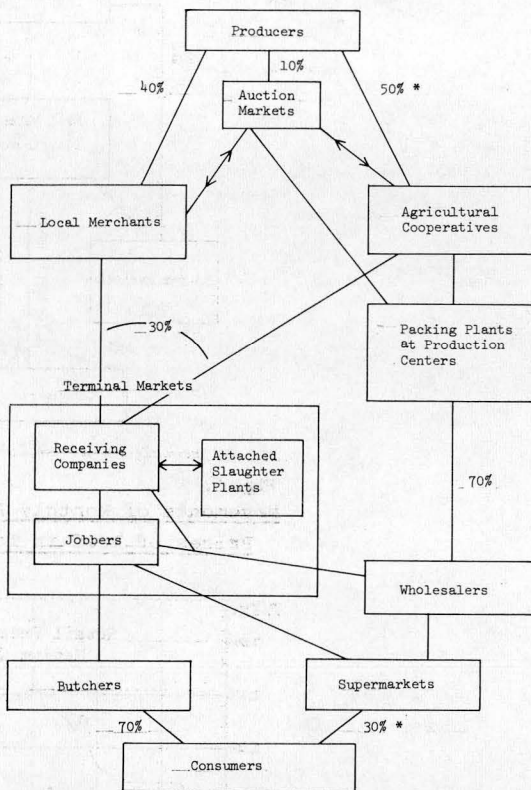 Producers
40%
10%
50% *
Auction
Markets
Local Merchants
Agricultural
Cooperatives
30%
Packing Plants
at Production
Centers
Terminal Markets
Receiving
Companies
Attached
Slaughter
Plants
70%
Jobbers
Wholesalers
Butchers
Supermarkets
70%
30% *
Consumers